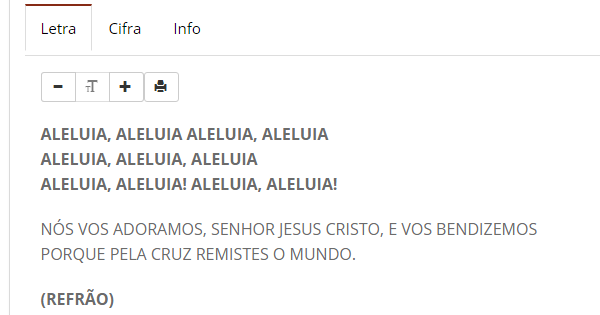 Letra Cifra Info
- TT +
ALELUIA, ALELUIA ALELUIA, ALELUIA
ALELUIA, ALELUIA, ALELUIA
ALELUIA, ALELUIA! ALELUIA, ALELUIA!
NÓS VOS ADORAMOS, SENHOR JESUS CRISTO, E VOS BENDIZEMOS
PORQUE PELA CRUZ REMISTES O MUNDO.
(REFRÃO)